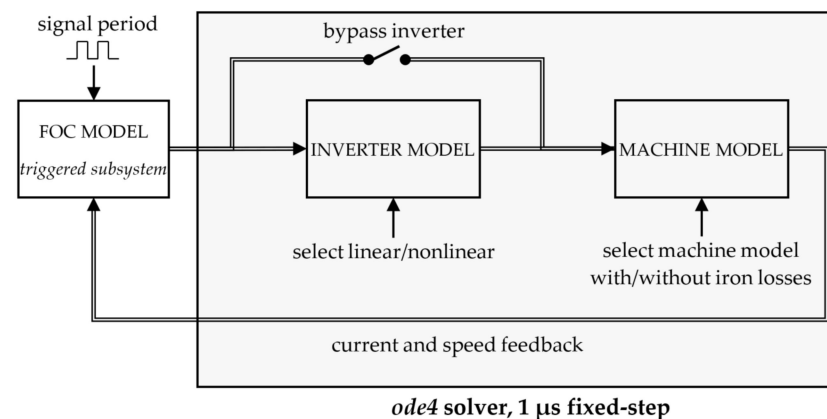 signal period
bypass inverter
FOC MODEL
triggered subsystem
INVERTER MODEL
MACHINE MODEL
select linear/nonlinear
select machine model
with/without iron losses
current and speed feedback
ode4 solver, 1 μs fixed-step